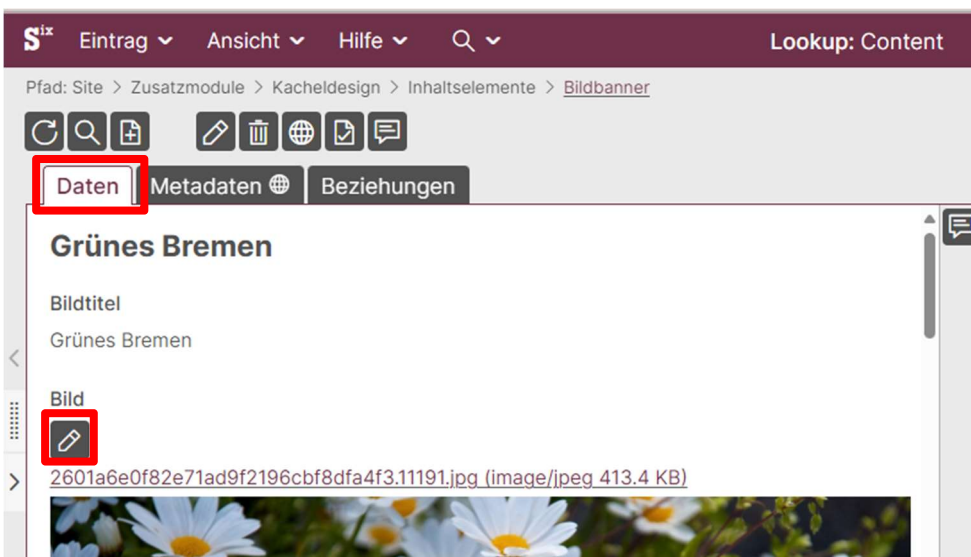 Six Eintrag Ansicht Hilfe Lookup: Content
Pfad: Site > Zusatzmodule > Kacheldesign > Inhaltselemente > Bildbanner
Daten Metadaten Beziehungen
Grünes Bremen
Bildtitel
Grünes Bremen
Bild
2601a6e0f82e71ad9f2196cbf8dfa4f3.11191.jpg (image/jpeg 413.4 KB)